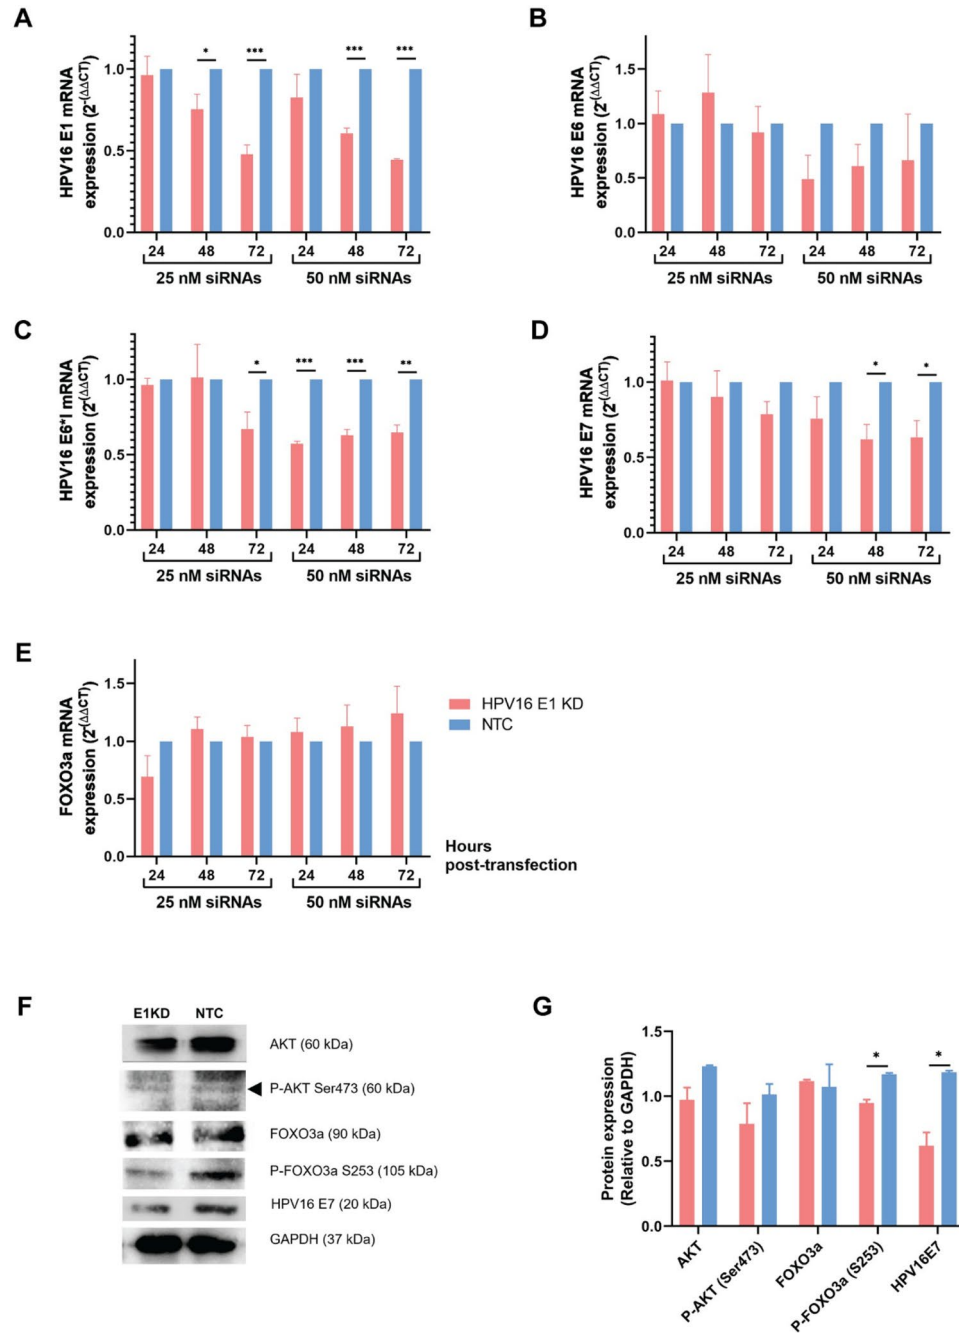 A
HPV16 E1 mRNA
expression (2-(ΔΔCT))
1.0
0.5
0.0
* *** *** ***
24 48 72 24 48 72
25 nM siRNAs 50 nM siRNAs
B
HPV16 E6 mRNA
expression (2-(ΔΔCT))
1.5
1.0
0.5
0.0
24 48 72 24 48 72
25 nM siRNAs 50 nM siRNAs
C
HPV16 E6*I mRNA
expression (2-(ΔΔCT))
1.0
0.5
0.0
* *** *** **
24 48 72 24 48 72
25 nM siRNAs 50 nM siRNAs
D
HPV16 E7 mRNA
expression (2-(ΔΔCT))
1.0
0.5
0.0
* *
24 48 72 24 48 72
25 nM siRNAs 50 nM siRNAs
E
FOXO3a mRNA
expression (2-(ΔΔCT))
1.5
1.0
0.5
0.0
24 48 72 24 48 72
25 nM siRNAs 50 nM siRNAs
HPV16 E1 KD
NTC
Hours
post-transfection
F
E1KD NTC
AKT (60 kDa)
P-AKT Ser473 (60 kDa)
FOXO3a (90 kDa)
P-FOXO3a S253 (105 kDa)
HPV16 E7 (20 kDa)
GAPDH (37 kDa)
G
Protein expression
(Relative to GAPDH)
1.5
1.0
0.5
0.0
* *
AKT
P-AKT (Ser473)
FOXO3a
P-FOXO3a (S253)
HPV16E7